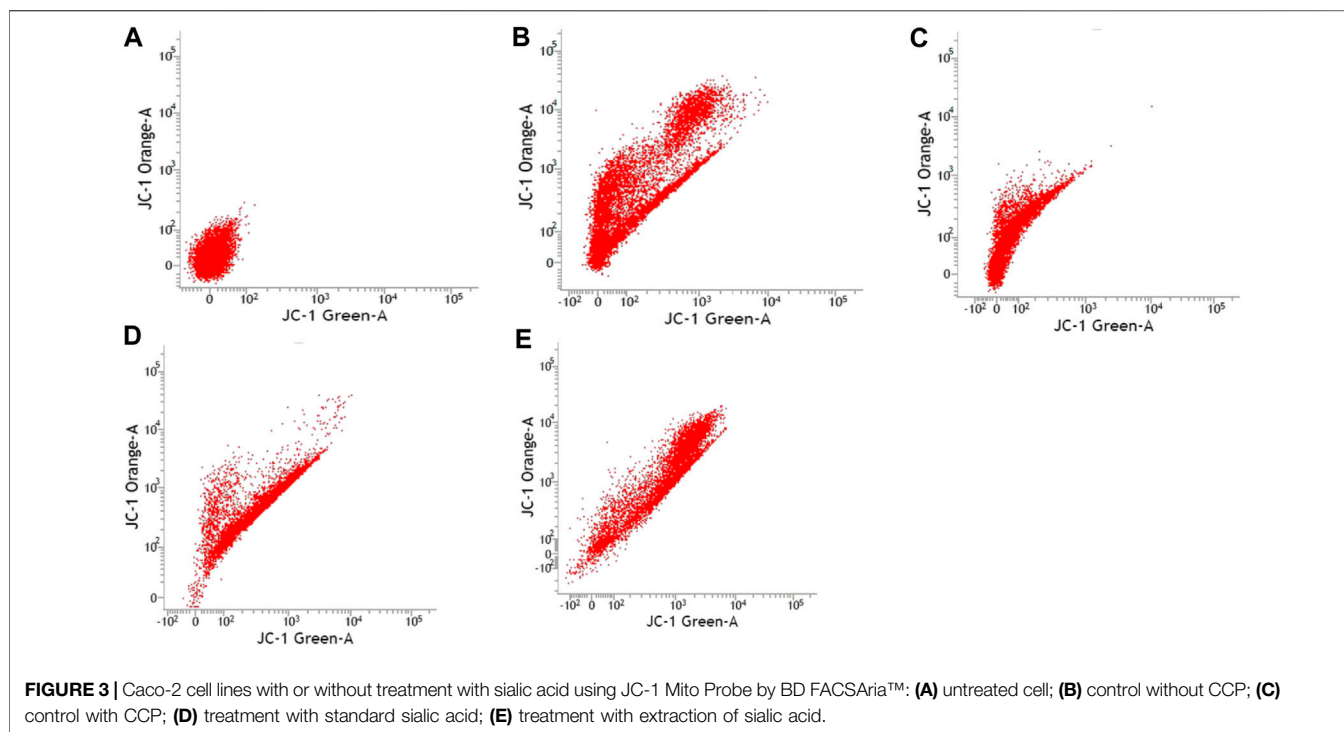 A
10^5
10^4
10^3
10^2
0
JC-1 Orange-A
0 10^2 10^3 10^4 10^5
JC-1 Green-A
B
10^5
10^4
10^3
10^2
0
JC-1 Orange-A
-10^2 0 10^2 10^3 10^4 10^5
JC-1 Green-A
C
10^5
10^4
10^3
10^2
0
JC-1 Orange-A
-10^2 0 10^2 10^3 10^4 10^5
JC-1 Green-A
D
10^5
10^4
10^3
10^2
0
JC-1 Orange-A
-10^2 0 10^2 10^3 10^4 10^5
JC-1 Green-A
E
10^5
10^4
10^3
10^2
0
-10^2
JC-1 Orange-A
-10^2 0 10^2 10^3 10^4 10^5
JC-1 Green-A
FIGURE 3 | Caco-2 cell lines with or without treatment with sialic acid using JC-1 Mito Probe by BD FACSAria™: (A) untreated cell; (B) control without CCP; (C)
control with CCP; (D) treatment with standard sialic acid; (E) treatment with extraction of sialic acid.